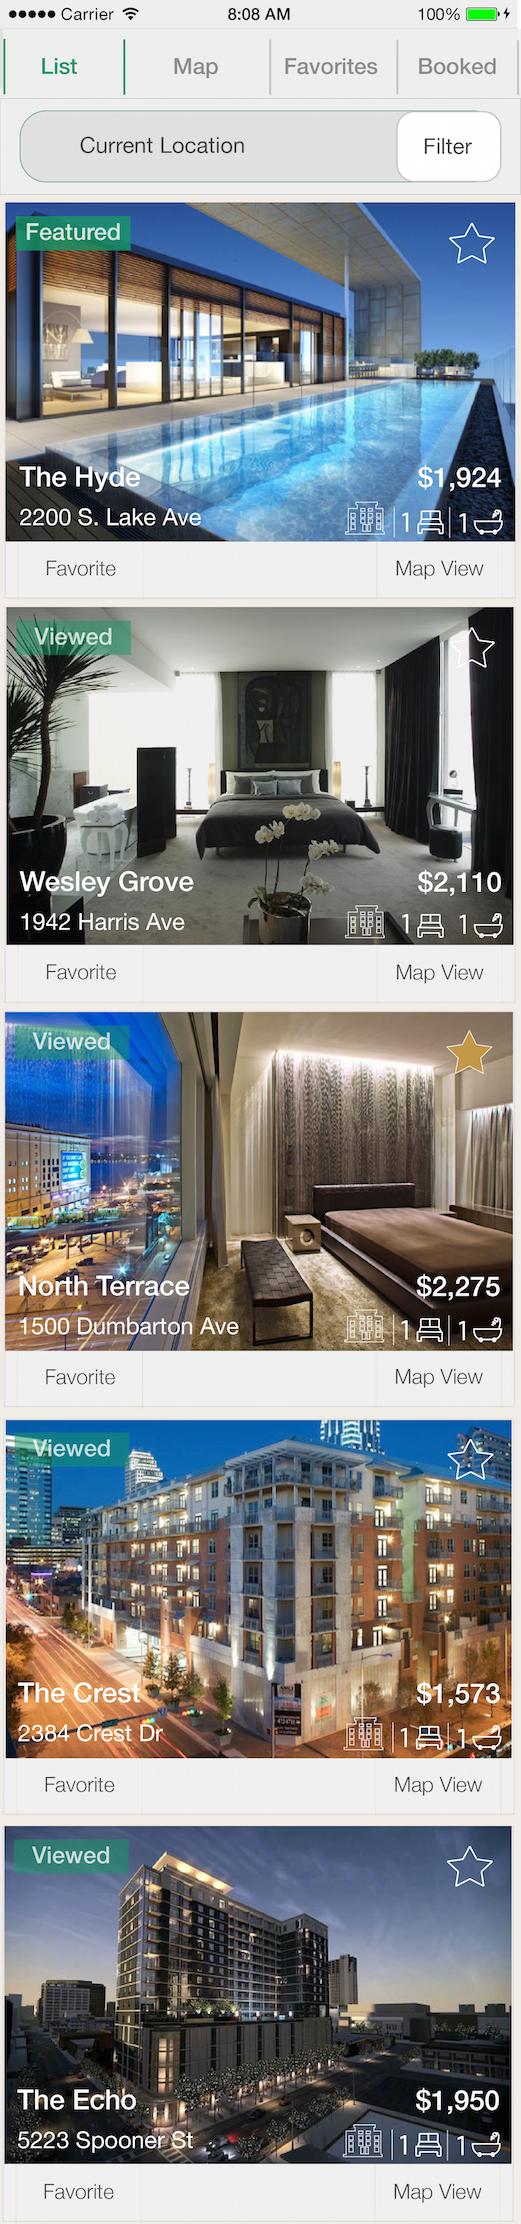 Carrier 8:08 AM 100%
List Map Favorites Booked
Current Location Filter
Featured
The Hyde $1,924
2200 S. Lake Ave 1 1
Favorite Map View
Viewed
Wesley Grove $2,110
1942 Harris Ave 1 1
Favorite Map View
Viewed
North Terrace $2,275
1500 Dumbarton Ave 1 1
Favorite Map View
Viewed
The Crest $1,573
2384 Crest Dr 1 1
Favorite Map View
Viewed
The Echo $1,950
5223 Spooner St 1 1
Favorite Map View